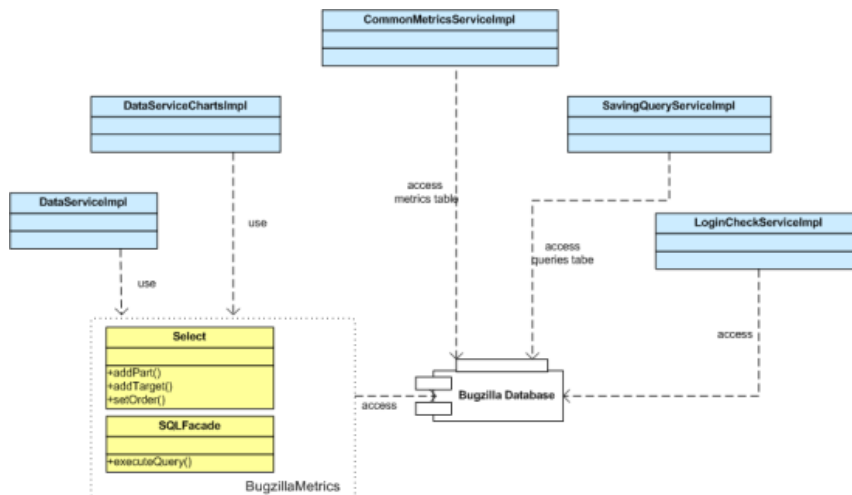 CommonMetricsServiceImpl
DataServiceChartsImpl
SavingQueryServiceImpl
access
metrics table
DataServiceImpl
use
LoginCheckServiceImpl
access
queries tabe
use
Select
+addPart()
+addTarget()
+setOrder()
access
Bugzilla Database
access
SQLFacade
+executeQuery()
BugzillaMetrics